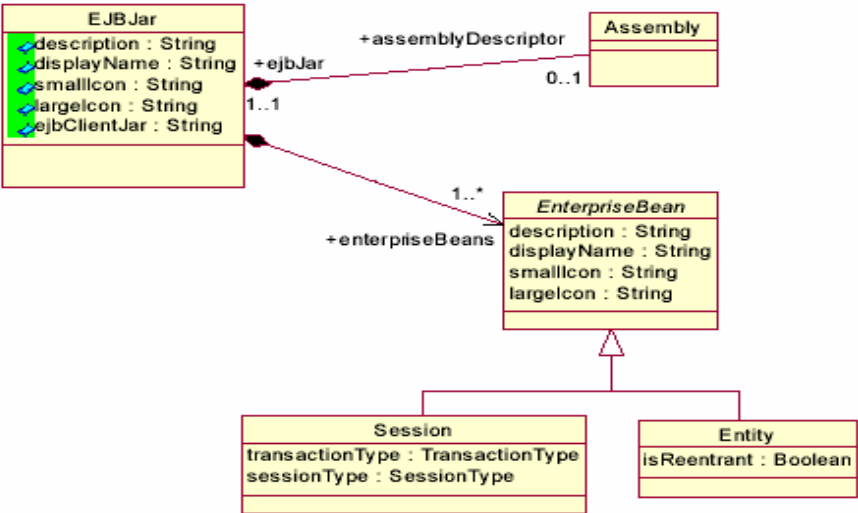 EJBJar
description : String
displayName : String
smallIcon : String
largeIcon : String
ejbClientJar : String
+ejbJar
1..1
+assemblyDescriptor
0..1
Assembly
1..*
+enterpriseBeans
EnterpriseBean
description : String
displayName : String
smallIcon : String
largeIcon : String
Session
transactionType : TransactionType
sessionType : SessionType
Entity
isReentrant : Boolean